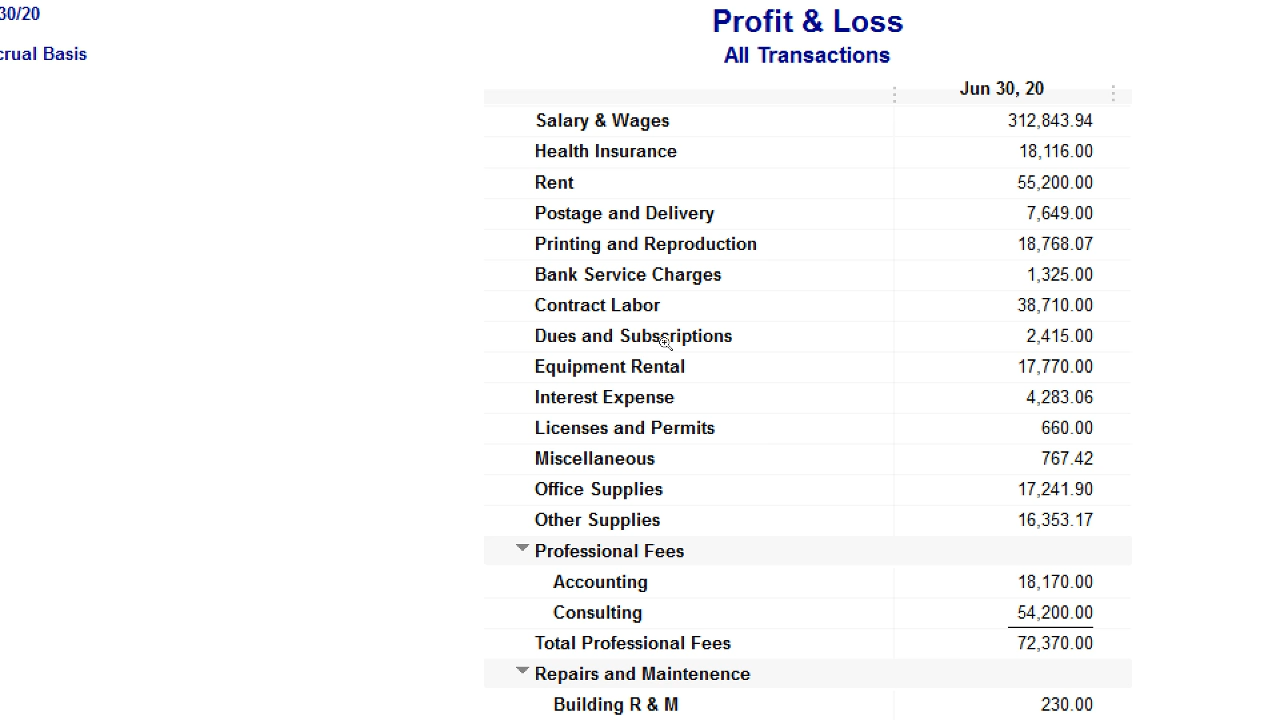 30/20
Profit & Loss
crual Basis
All Transactions
Jun 30, 20
Salary & Wages 312,843.94
Health Insurance 18,116.00
Rent 55,200.00
Postage and Delivery 7,649.00
Printing and Reproduction 18,768.07
Bank Service Charges 1,325.00
Contract Labor 38,710.00
Dues and Subscriptions 2,415.00
Equipment Rental 17,770.00
Interest Expense 4,283.06
Licenses and Permits 660.00
Miscellaneous 767.42
Office Supplies 17,241.90
Other Supplies 16,353.17
Professional Fees
Accounting 18,170.00
Consulting 54,200.00
Total Professional Fees 72,370.00
Repairs and Maintenence
Building R & M 230.00